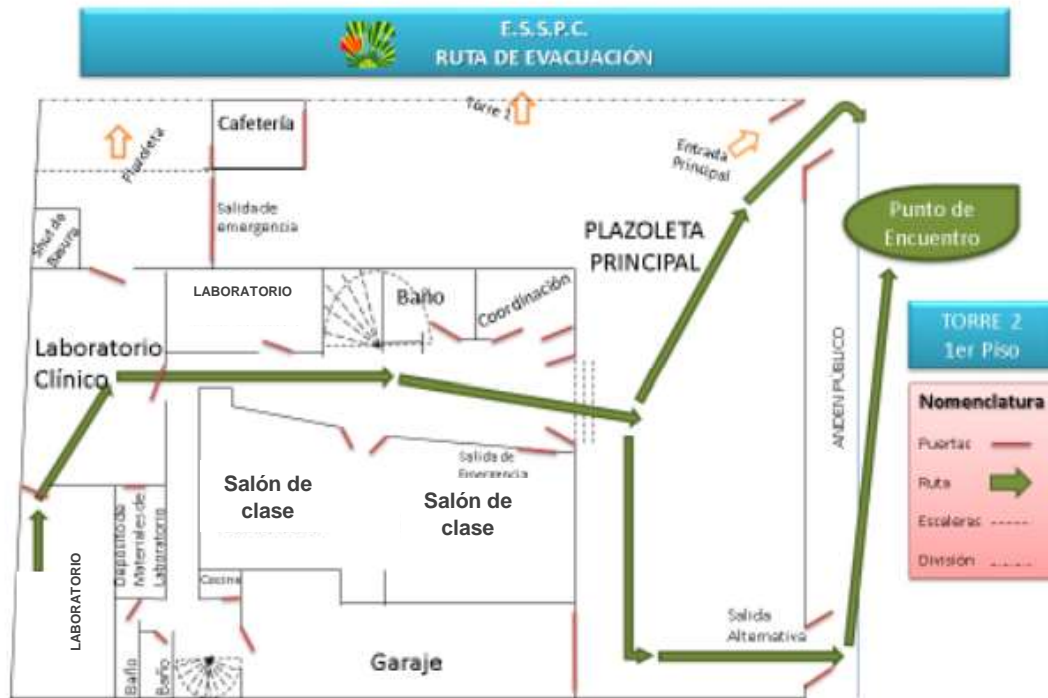 E.S.S.P.C.
RUTA DE EVACUACIÓN
Torre 2
Plazoleta
Cafetería
Entrada
Principal
Salida de
emergencia
Shut de
Basura
PLAZOLETA
PRINCIPAL
Punto de
Encuentro
LABORATORIO
Baño
Coordinación
Laboratorio
Clínico
TORRE 2
1er Piso
ANDEN PUBLICO
Nomenclatura
Puertas
Ruta
Escaleras
División
Salida de
Emergencia
Salón de
clase
Salón de
clase
Deposito de
Materiales de
Laboratorio
LABORATORIO
Cocina
Salida
Alternativa
Garaje
Baño
Baño